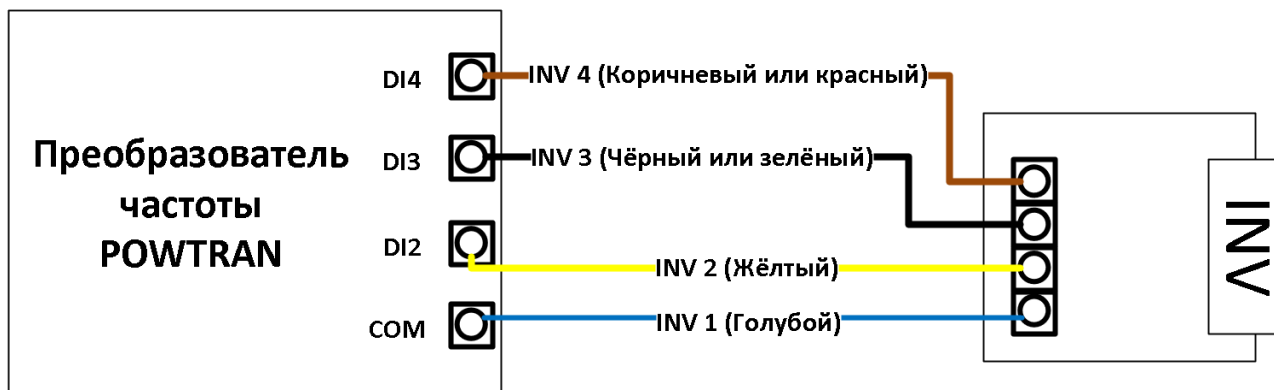 DI4
INV 4 (Коричневый или красный)
Преобразователь
частоты
POWTRAN
DI3
INV 3 (Чёрный или зелёный)
DI2
INV 2 (Жёлтый)
COM
INV 1 (Голубой)
INV